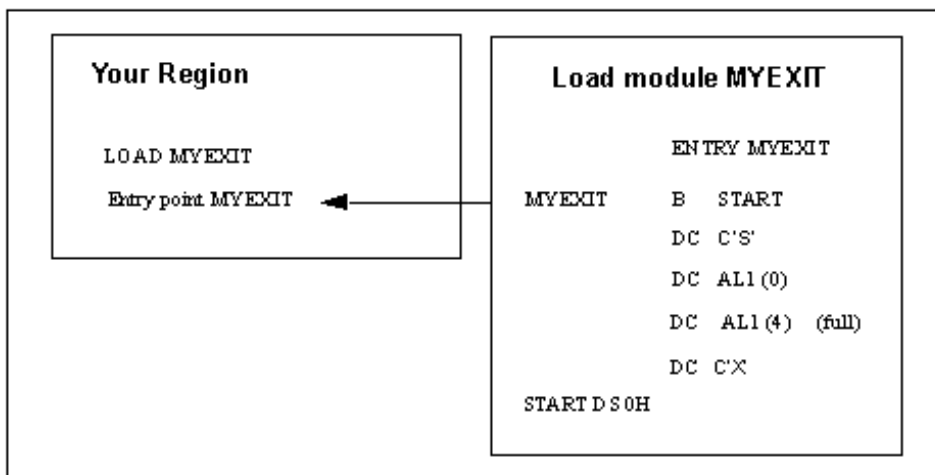 Your Region
LOAD MYEXIT
Entry point MYEXIT
Load module MYEXIT
ENTRY MYEXIT
MYEXIT B START
DC C'S'
DC AL1(0)
DC AL1(4) (full)
DC C'X'
START DS 0H